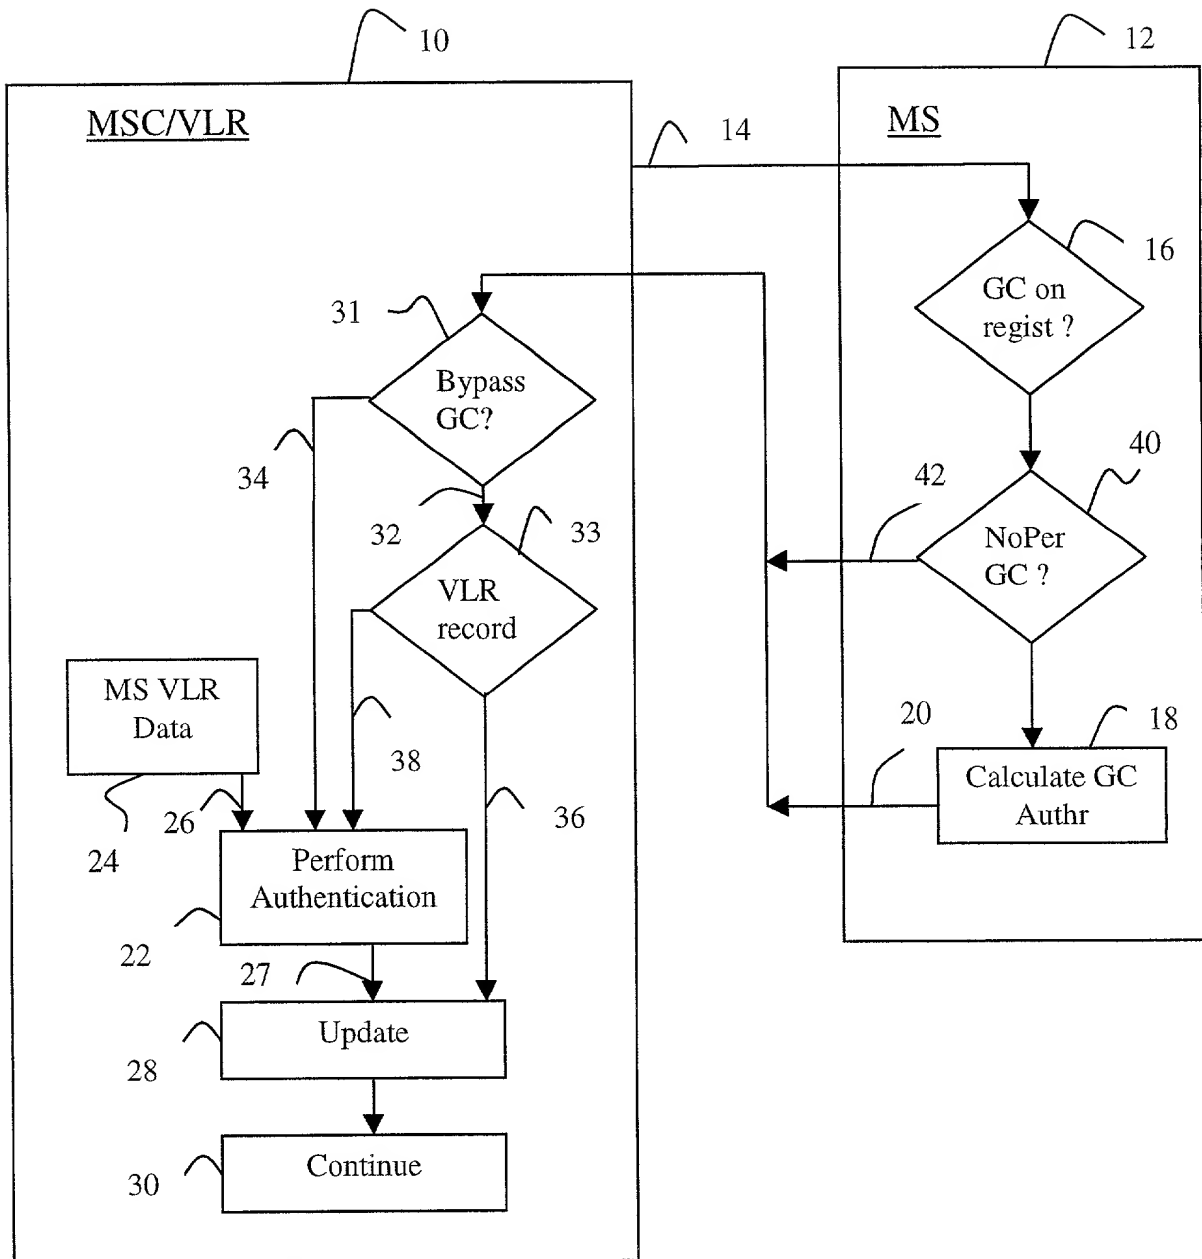 10
12
MSC/VLR
14
MS
16
GC on
regist ?
31
Bypass
GC?
34
32
33
42
40
NoPer
GC ?
VLR
record
MS VLR
Data
38
20
18
Calculate GC
Authr
26
36
24
Perform
Authentication
22
27
Update
28
Continue
30